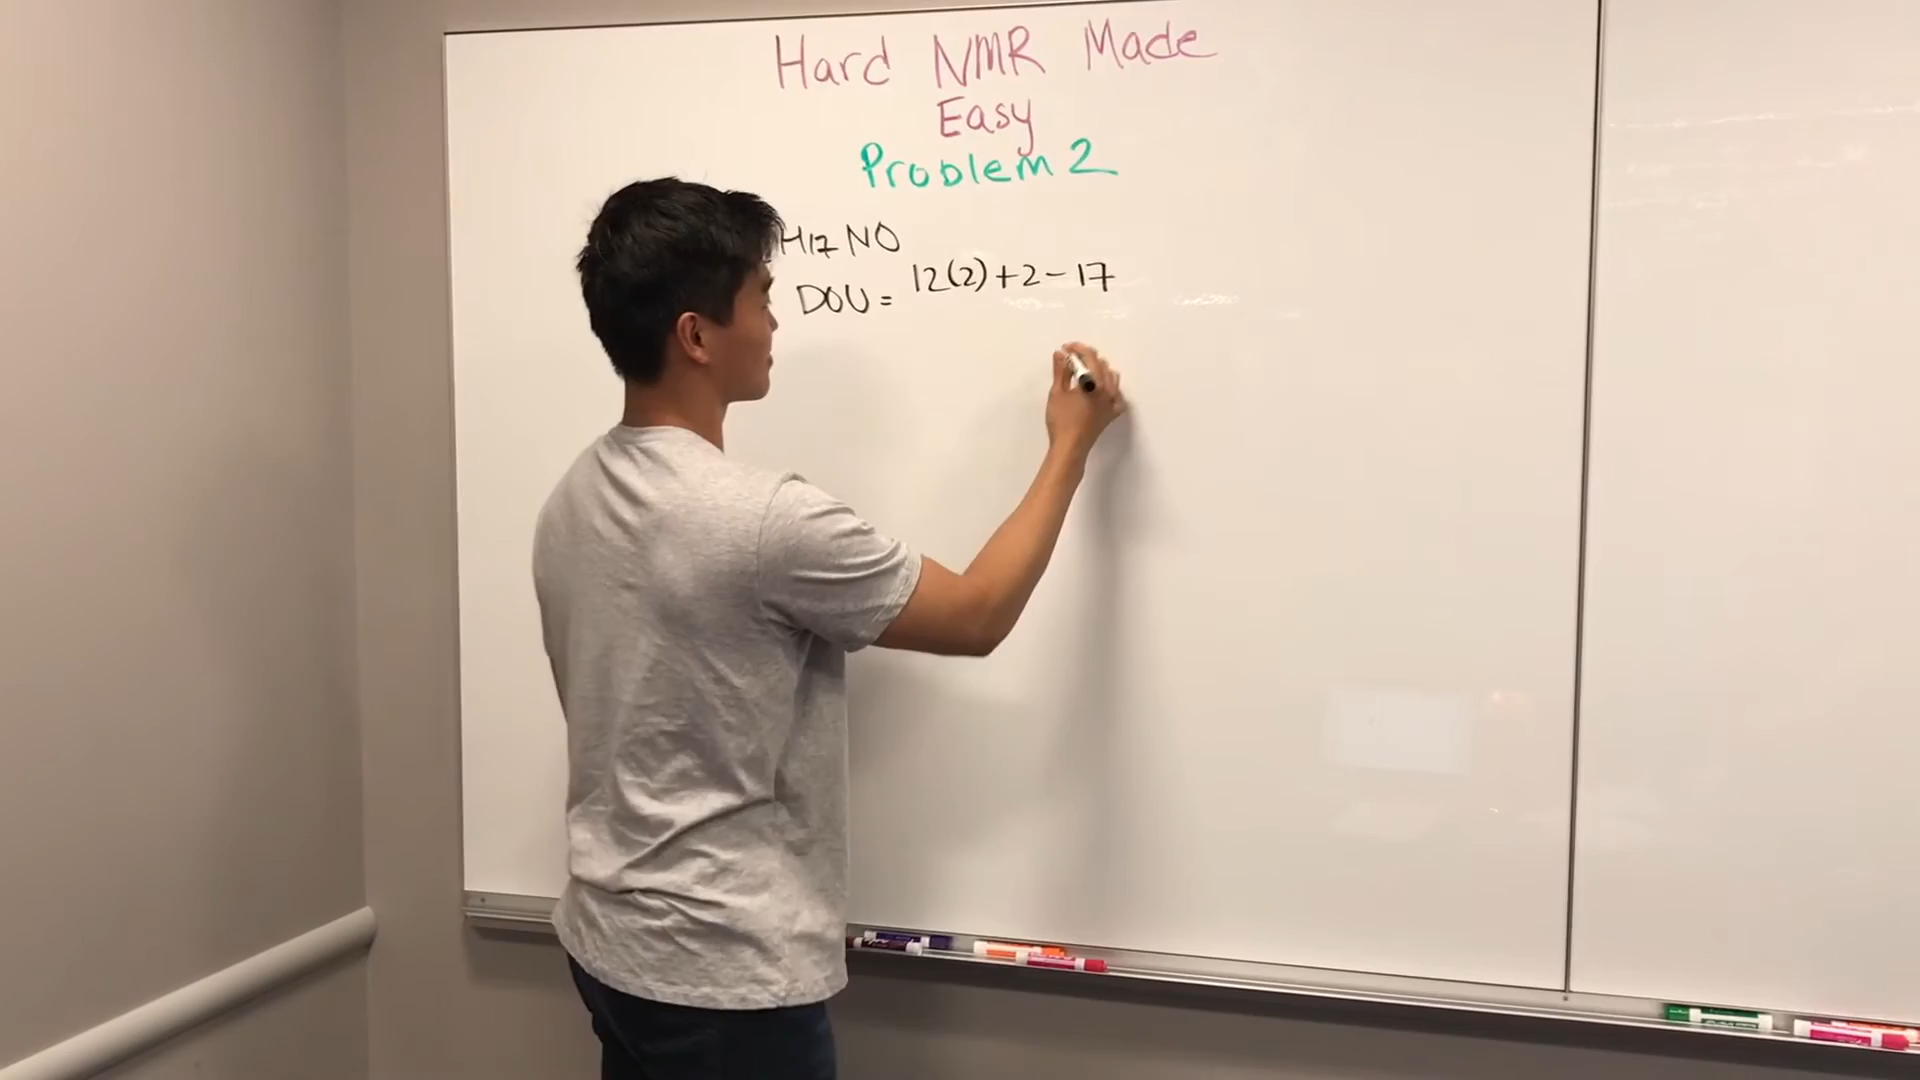 Hard NMR Made
Easy
Problem 2
H17 NO
DOU = 12(2)+2-17